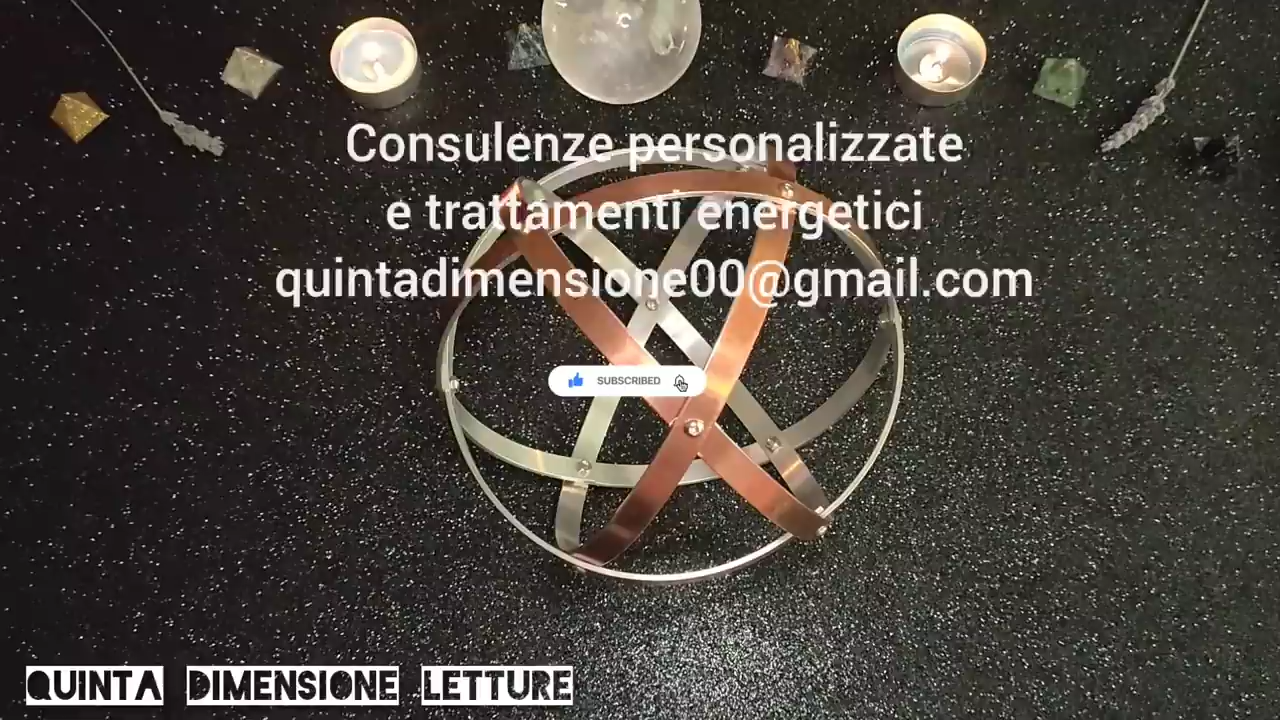 Consulenze personalizzate
e trattamenti energetici
quintadimensione00@gmail.com
SUBSCRIBED
QUINTA DIMENSIONE LETTURE